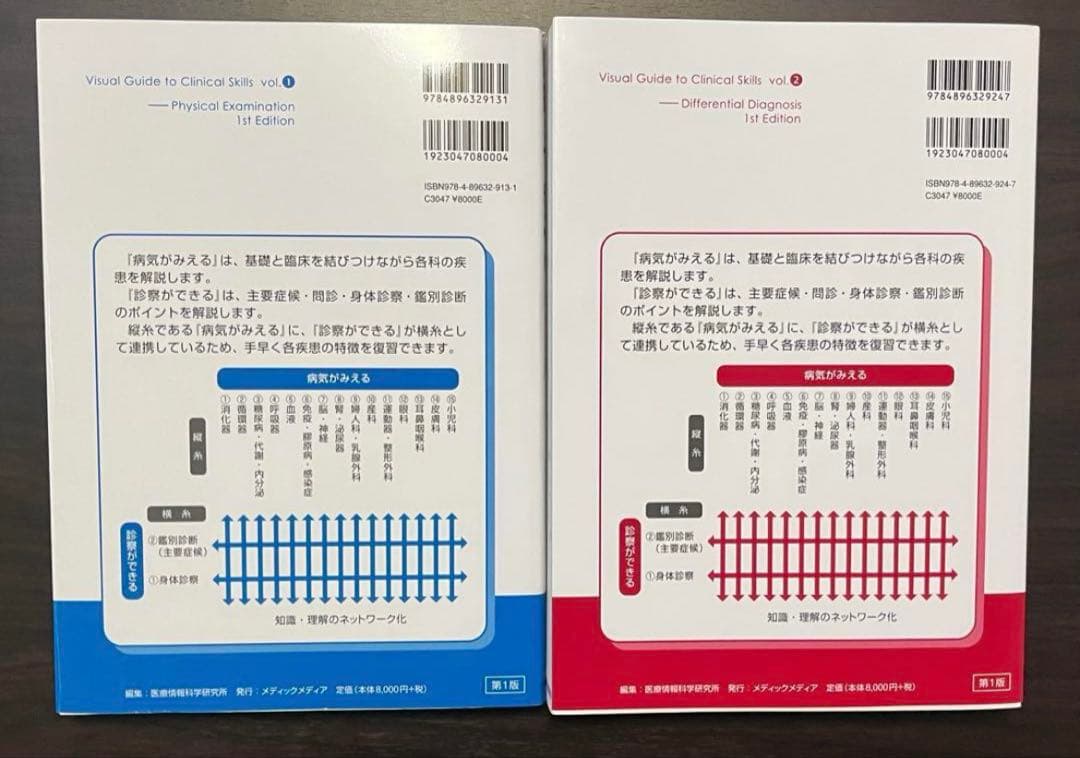 Visual Guide to Clinical Skills vol.❶
── Physical Examination
1st Edition
9784896329131
1923047080004
ISBN978-4-89632-913-1
C3047 ¥8000E
『病気がみえる』は、基礎と臨床を結びつけながら各科の疾
患を解説します。
『診察ができる』は、主要症候・問診・身体診察・鑑別診断
のポイントを解説します。
縦糸である『病気がみえる』に、『診察ができる』が横糸とし
て連携しているため、手早く各疾患の特徴を復習できます。
病気がみえる
縦糸
①消化器
②循環器
③糖尿病・代謝・内分泌
④呼吸器
⑤血液
⑥免疫・膠原病・感染症
⑦脳・神経
⑧腎・泌尿器
⑨婦人科・乳腺外科
⑩産科
⑪運動器・整形外科
⑫眼科
⑬耳鼻咽喉科
⑭皮膚科
⑮小児科
横糸
診察ができる
②鑑別診断
（主要症候）
①身体診察
知識・理解のネットワーク化
編集：医療情報科学研究所 発行：メディックメディア 定価（本体8,000円+税）
第1版
Visual Guide to Clinical Skills vol.❷
── Differential Diagnosis
1st Edition
9784896329247
1923047080004
ISBN978-4-89632-924-7
C3047 ¥8000E
『病気がみえる』は、基礎と臨床を結びつけながら各科の疾
患を解説します。
『診察ができる』は、主要症候・問診・身体診察・鑑別診断
のポイントを解説します。
縦糸である『病気がみえる』に、『診察ができる』が横糸とし
て連携しているため、手早く各疾患の特徴を復習できます。
病気がみえる
縦糸
①消化器
②循環器
③糖尿病・代謝・内分泌
④呼吸器
⑤血液
⑥免疫・膠原病・感染症
⑦脳・神経
⑧腎・泌尿器
⑨婦人科・乳腺外科
⑩産科
⑪運動器・整形外科
⑫眼科
⑬耳鼻咽喉科
⑭皮膚科
⑮小児科
横糸
診察ができる
②鑑別診断
（主要症候）
①身体診察
知識・理解のネットワーク化
編集：医療情報科学研究所 発行：メディックメディア 定価（本体8,000円+税）
第1版